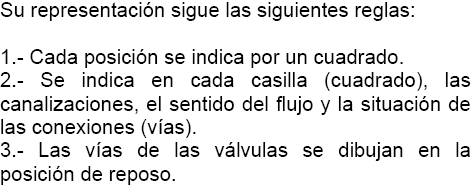 Su representación sigue las siguientes reglas:
1.- Cada posición se indica por un cuadrado.
2.- Se indica en cada casilla (cuadrado), las
canalizaciones, el sentido del flujo y la situación de
las conexiones (vías).
3.- Las vías de las válvulas se dibujan en la
posición de reposo.